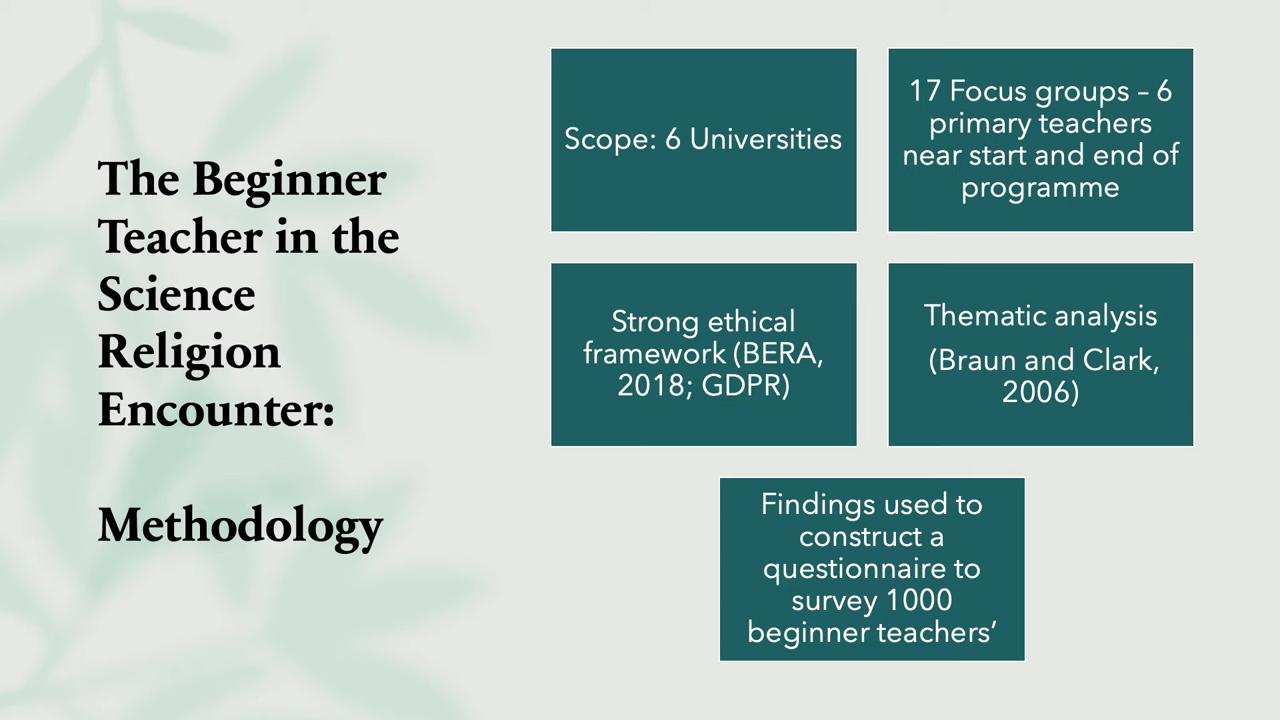 The Beginner
Teacher in the
Science
Religion
Encounter:
Methodology
Scope: 6 Universities
17 Focus groups – 6
primary teachers
near start and end of
programme
Strong ethical
framework (BERA,
2018; GDPR)
Thematic analysis
(Braun and Clark,
2006)
Findings used to
construct a
questionnaire to
survey 1000
beginner teachers’